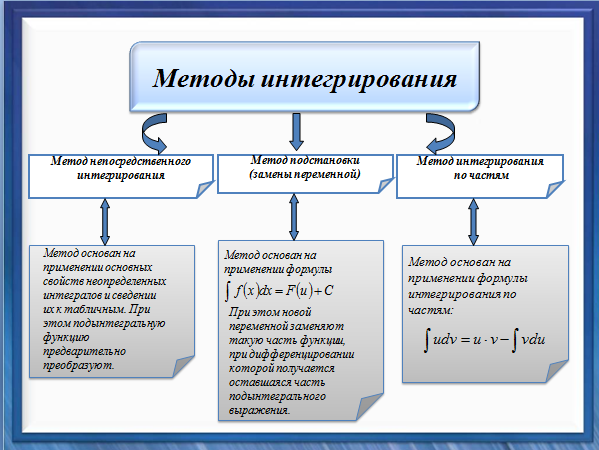 Методы интегрирования
Метод непосредственного
интегрирования
Метод подстановки
(замены переменной)
Метод интегрирования
по частям
Метод основан на
применении основных
свойств неопределенных
интегралов и сведении
их к табличным. При
этом подынтегральную
функцию
предварительно
преобразуют.
Метод основан на
применении формулы
∫ f(x)dx = F(u) + C
При этом новой
переменной заменяют
такую часть функции,
при дифференцировании
которой получается
оставшаяся часть
подынтегрального
выражения.
Метод основан на
применении формулы
интегрирования по
частям:
∫ udv = u · v − ∫ vdu